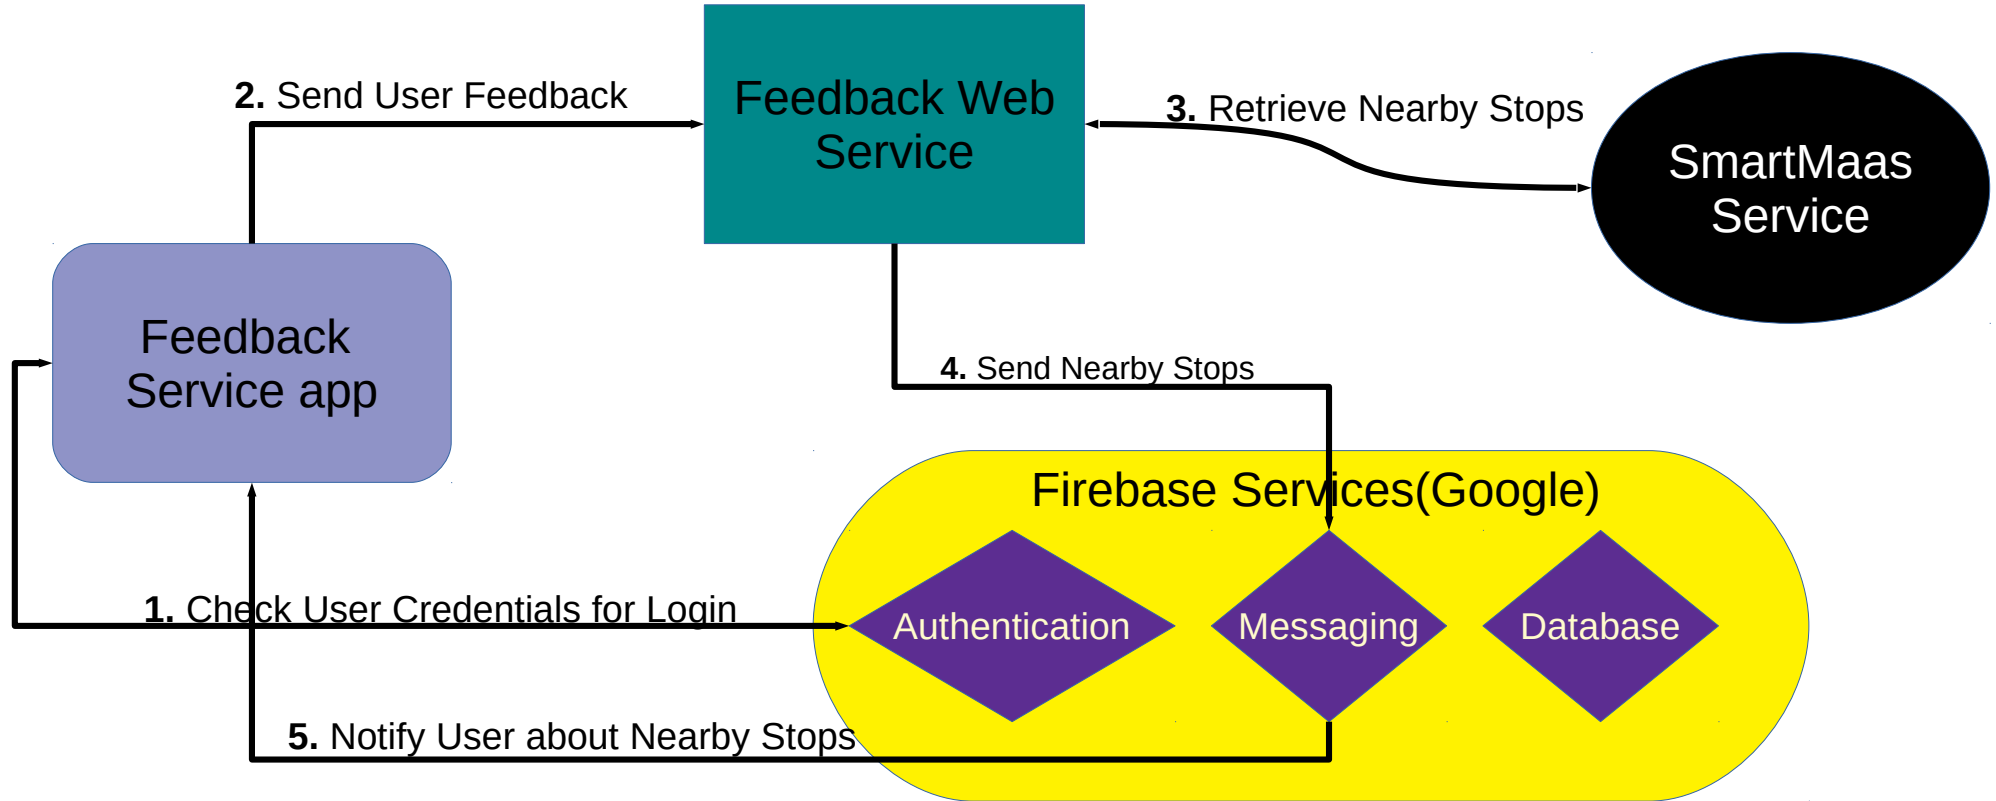 2. Send User Feedback
Feedback Web
Service
3. Retrieve Nearby Stops
SmartMaas
Service
Feedback
Service app
4. Send Nearby Stops
Firebase Services(Google)
1. Check User Credentials for Login
Authentication
Messaging
Database
5. Notify User about Nearby Stops